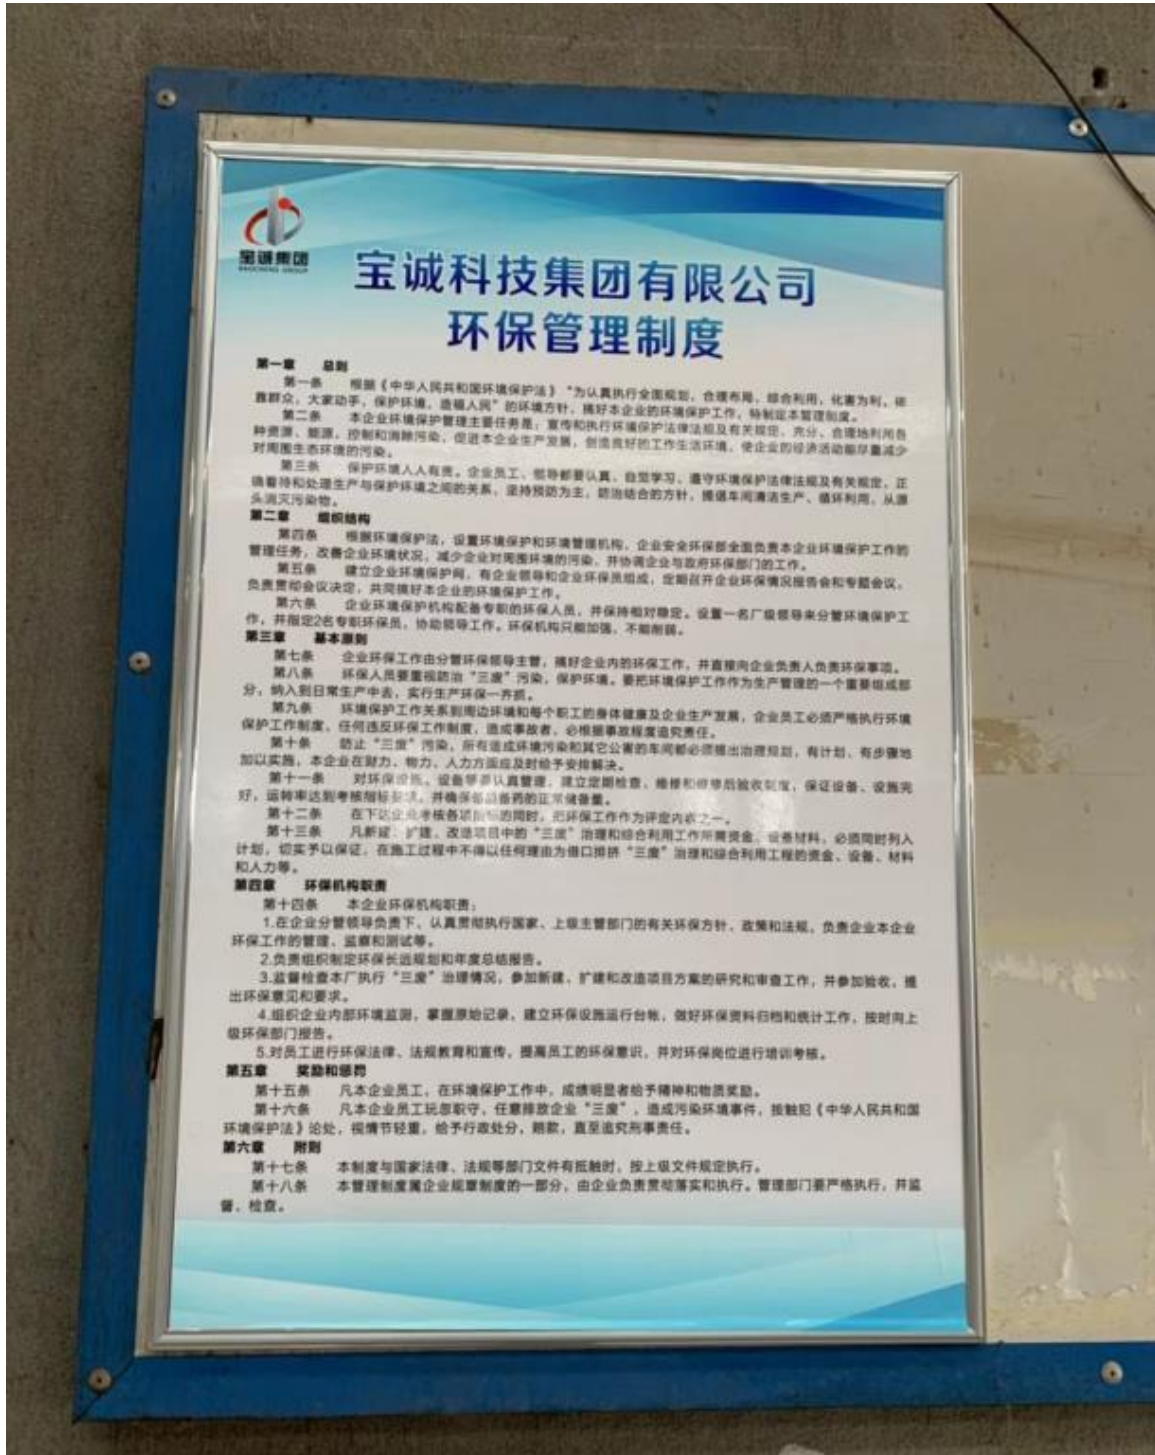 宝诚集团
BAOCHENG GROUP
宝诚科技集团有限公司
环保管理制度
第一章 总则
第一条 根据《中华人民共和国环境保护法》“为认真执行全面规划，合理布局，综合利用，化害为利，依
靠群众，大家动手，保护环境，造福人民”的环境方针，搞好本企业的环境保护工作，特制定本管理制度。
第二条 本企业环境保护管理主要任务是：宣传和执行环境保护法律法规及有关规定，充分、合理地利用各
种资源、能源，控制和消除污染，促进本企业生产发展，创造良好的工作生活环境，使企业的经济活动能尽量减少
对周围生态环境的污染。
第三条 保护环境人人有责。企业员工、领导都要认真、自觉学习、遵守环境保护法律法规及有关规定，正
确看待和处理生产与保护环境之间的关系，坚持预防为主，防治结合的方针，提倡车间清洁生产、循环利用，从源
头消灭污染物。
第二章 组织结构
第四条 根据环境保护法，设置环境保护和环境管理机构，企业安全环保部全面负责本企业环境保护工作的
管理任务，改善企业环境状况，减少企业对周围环境的污染，并协调企业与政府环保部门的工作。
第五条 建立企业环境保护网，有企业领导和企业环保员组成，定期召开企业环保情况报告会和专题会议，
负责贯彻会议决定，共同搞好本企业的环境保护工作。
第六条 企业环境保护机构配备专职的环保人员，并保持相对稳定。设置一名厂级领导来分管环境保护工
作，并指定2名专职环保员，协助领导工作。环保机构只能加强，不能削弱。
第三章 基本原则
第七条 企业环保工作由分管环保领导主管，搞好企业内的环保工作，并直接向企业负责人负责环保事项。
第八条 环保人员要重视防治“三废”污染，保护环境。要把环境保护工作作为生产管理的一个重要组成部
分，纳入到日常生产中去，实行生产环保一齐抓。
第九条 环境保护工作关系到周边环境和每个职工的身体健康及企业生产发展，企业员工必须严格执行环境
保护工作制度，任何违反环保工作制度，造成事故者，必根据事故程度追究责任。
第十条 防止“三废”污染，所有造成环境污染和其它公害的车间都必须提出治理规划，有计划、有步骤地
加以实施，本企业在财力、物力、人力方面应及时给予安排解决。
第十一条 对环保设施、设备等要认真管理，建立定期检查、维修和维修后验收制度，保证设备、设施完
好，运转率达到考核指标要求，并确保备品备药的正常储备量。
第十二条 在下达企业考核各项指标的同时，把环保工作作为评定内容之一。
第十三条 凡新建、扩建、改造项目中的“三废”治理和综合利用工作所需资金、设备材料，必须同时列入
计划，切实予以保证，在施工过程中不得以任何理由为借口排挤“三废”治理和综合利用工程的资金、设备、材料
和人力等。
第四章 环保机构职责
第十四条 本企业环保机构职责：
1.在企业分管领导负责下，认真贯彻执行国家、上级主管部门的有关环保方针，政策和法规，负责企业本企业
环保工作的管理、监察和测试等。
2.负责组织制定环保长远规划和年度总结报告。
3.监督检查本厂执行“三废”治理情况，参加新建、扩建和改造项目方案的研究和审查工作，并参加验收，提
出环保意见和要求。
4.组织企业内部环境监测，掌握原始记录，建立环保设施运行台帐，做好环保资料归档和统计工作，按时向上
级环保部门报告。
5.对员工进行环保法律、法规教育和宣传，提高员工的环保意识，并对环保岗位进行培训考核。
第五章 奖励和惩罚
第十五条 凡本企业员工，在环境保护工作中，成绩明显者给予精神和物质奖励。
第十六条 凡本企业员工玩忽职守，任意排放企业“三废”，造成污染环境事件，按触犯《中华人民共和国
环境保护法》论处，视情节轻重，给予行政处分，赔款，直至追究刑事责任。
第六章 附则
第十七条 本制度与国家法律、法规等部门文件有抵触时，按上级文件规定执行。
第十八条 本管理制度属企业规章制度的一部分，由企业负责贯彻落实和执行。管理部门要严格执行，并监
督、检查。